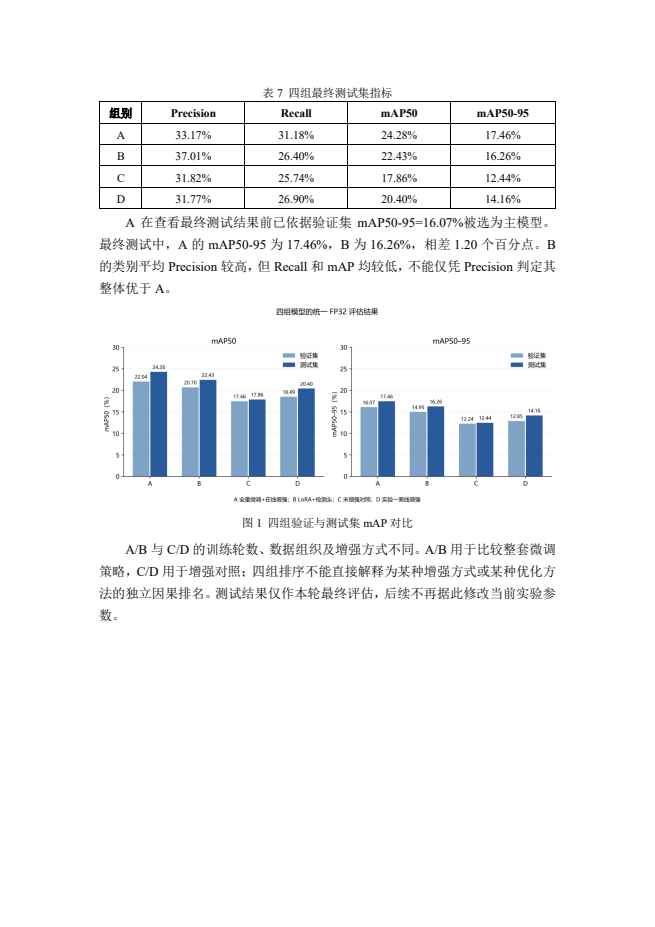 表 7 四组最终测试集指标
组别 Precision Recall mAP50 mAP50-95
A 33.17% 31.18% 24.28% 17.46%
B 37.01% 26.40% 22.43% 16.26%
C 31.82% 25.74% 17.86% 12.44%
D 31.77% 26.90% 20.40% 14.16%
A 在查看最终测试结果前已依据验证集 mAP50-95=16.07%被选为主模型。
最终测试中，A 的 mAP50-95 为 17.46%，B 为 16.26%，相差 1.20 个百分点。B
的类别平均 Precision 较高，但 Recall 和 mAP 均较低，不能仅凭 Precision 判定其
整体优于 A。
四组模型的统一 FP32 评估结果
mAP50
mAP50 (%)
30
25
20
15
10
5
0
验证集
测试集
22.04 24.28 20.70 22.43 17.46 17.86 18.49 20.40
A B C D
mAP50–95
mAP50–95 (%)
30
25
20
15
10
5
0
验证集
测试集
16.07 17.46 14.95 16.26 12.24 12.44 12.85 14.16
A B C D
A 全量微调+在线增强；B LoRA+检测头；C 未增强对照；D 实验一离线增强
图 1 四组验证与测试集 mAP 对比
A/B 与 C/D 的训练轮数、数据组织及增强方式不同。A/B 用于比较整套微调
策略，C/D 用于增强对照；四组排序不能直接解释为某种增强方式或某种优化方
法的独立因果排名。测试结果仅作本轮最终评估，后续不再据此修改当前实验参
数。